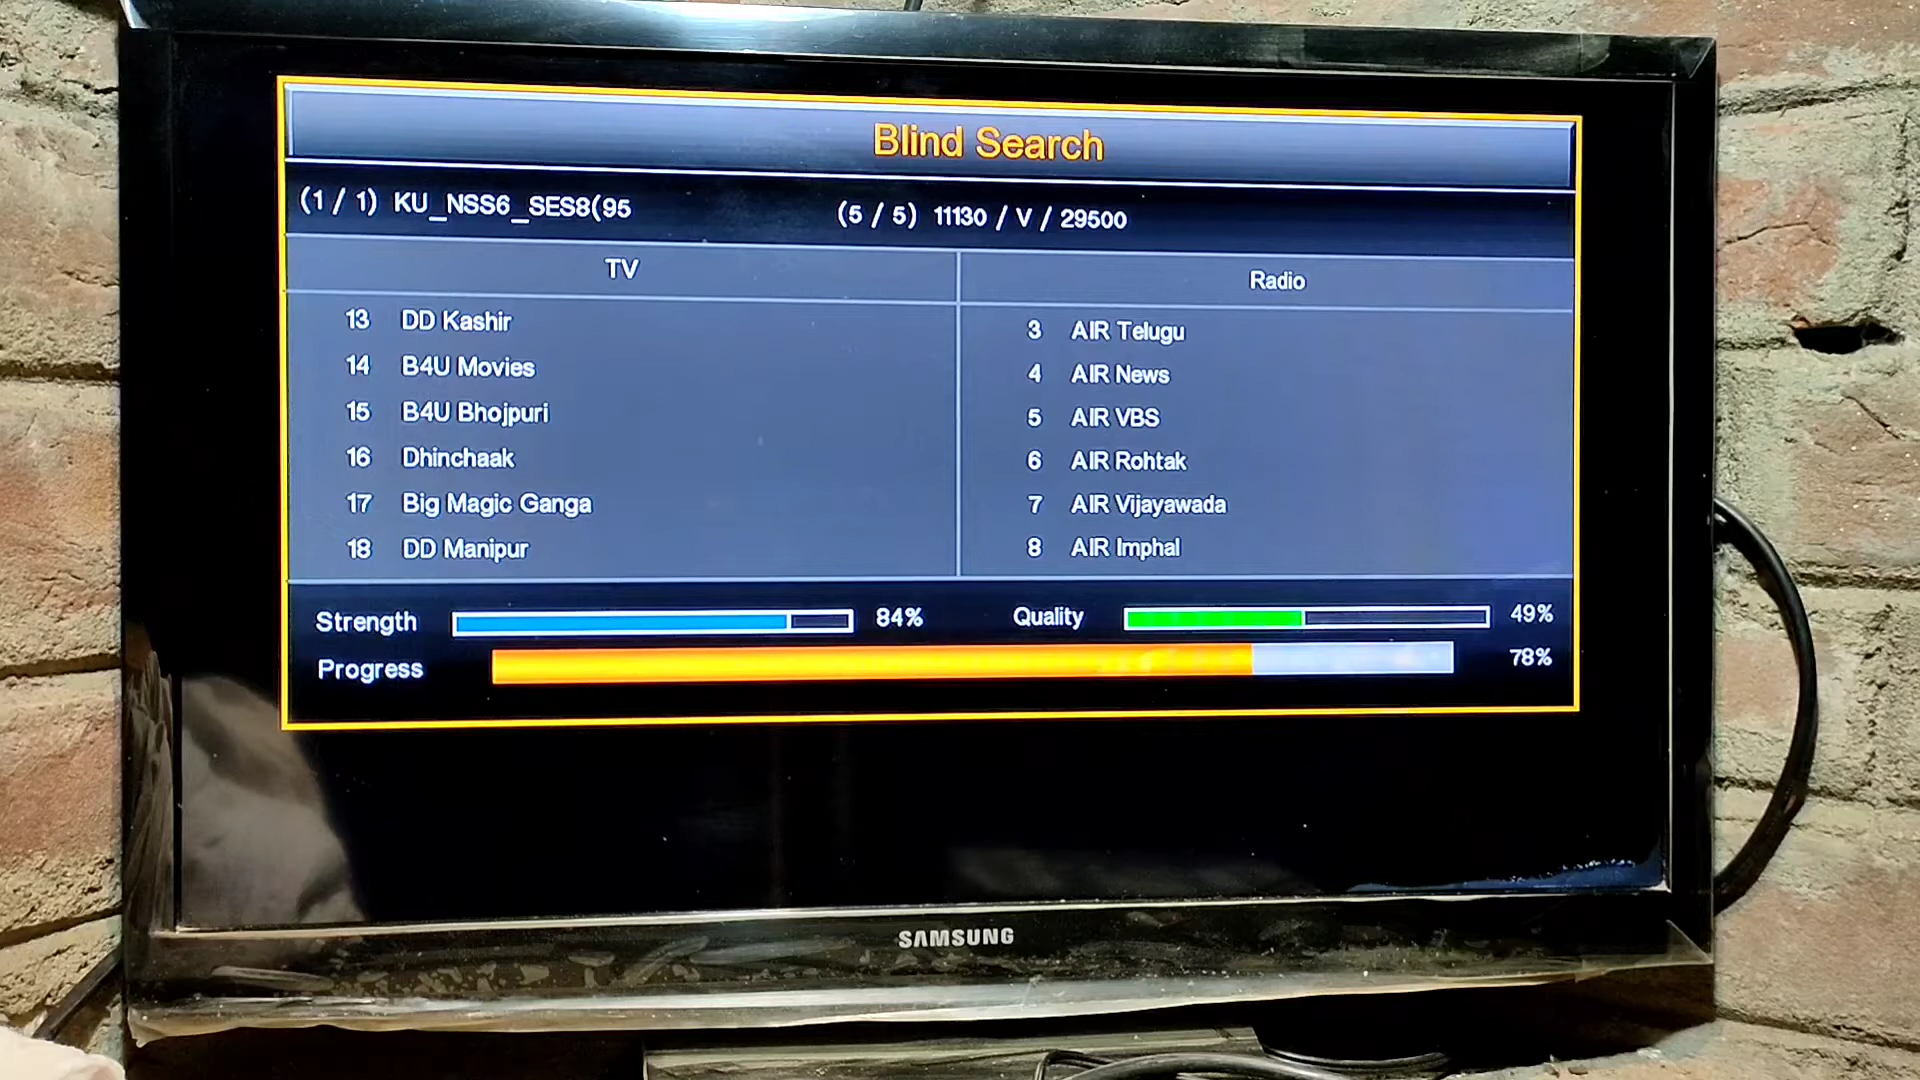 Blind Search
(1 / 1) KU_NSS6_SES8(95 (5 / 5) 11130 / V / 29500
TV Radio
13 DD Kashir 3 AIR Telugu
14 B4U Movies 4 AIR News
15 B4U Bhojpuri 5 AIR VBS
16 Dhinchaak 6 AIR Rohtak
17 Big Magic Ganga 7 AIR Vijayawada
18 DD Manipur 8 AIR Imphal
Strength 84% Quality 49%
Progress 78%
SAMSUNG